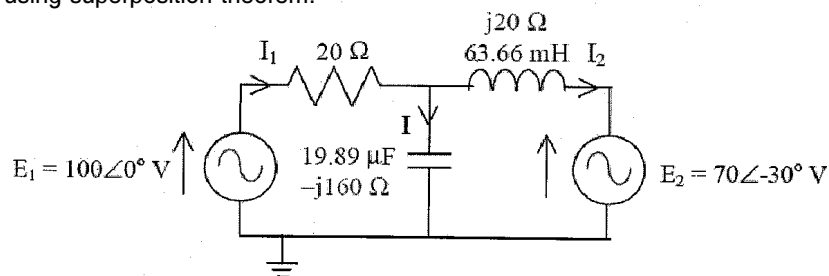 using superposition theorem.
j20 Ω
I₁ 20 Ω 63.66 mH I₂
I
19.89 μF
–j160 Ω
E₁ = 100∠0° V
E₂ = 70∠-30° V